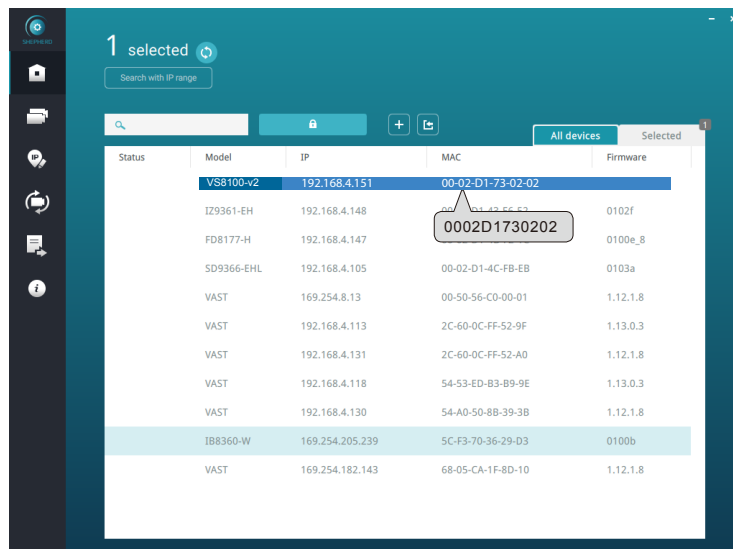 SHEPHERD
1 selected
Search with IP range
All devices
Selected
1
Status Model IP MAC Firmware
VS8100-v2 192.168.4.151 00-02-D1-73-02-02
IZ9361-EH 192.168.4.148 0102f
0002D1730202
FD8177-H 192.168.4.147 0100e_8
SD9366-EHL 192.168.4.105 00-02-D1-4C-FB-EB 0103a
VAST 169.254.8.13 00-50-56-C0-00-01 1.12.1.8
VAST 192.168.4.113 2C-60-0C-FF-52-9F 1.13.0.3
VAST 192.168.4.131 2C-60-0C-FF-52-A0 1.12.1.8
VAST 192.168.4.118 54-53-ED-B3-B9-9E 1.13.0.3
VAST 192.168.4.130 54-A0-50-8B-39-3B 1.12.1.8
IB8360-W 169.254.205.239 5C-F3-70-36-29-D3 0100b
VAST 169.254.182.143 68-05-CA-1F-8D-10 1.12.1.8
IP
i